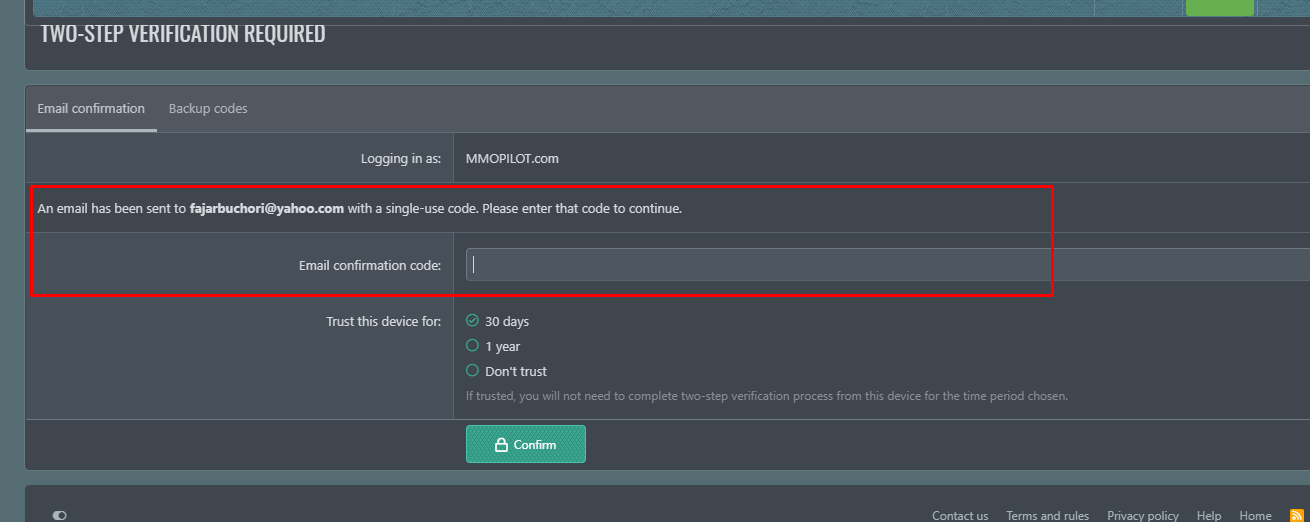 TWO-STEP VERIFICATION REQUIRED
Email confirmation Backup codes
Logging in as: MMOPILOT.com
An email has been sent to fajarbuchori@yahoo.com with a single-use code. Please enter that code to continue.
Email confirmation code:
Trust this device for: 30 days
1 year
Don't trust
If trusted, you will not need to complete two-step verification process from this device for the time period chosen.
Confirm
Contact us Terms and rules Privacy policy Help Home